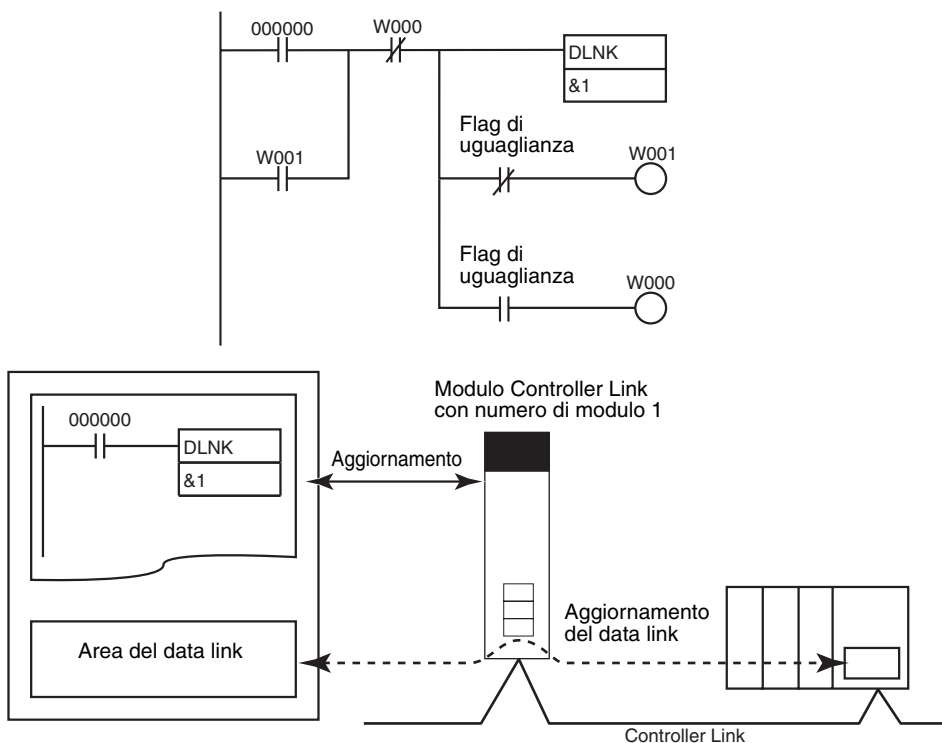 000000
W000
DLNK
&1
W001
Flag di
uguaglianza
W001
Flag di
uguaglianza
W000
Modulo Controller Link
con numero di modulo 1
000000
DLNK
&1
Aggiornamento
Aggiornamento
del data link
Area del data link
Controller Link